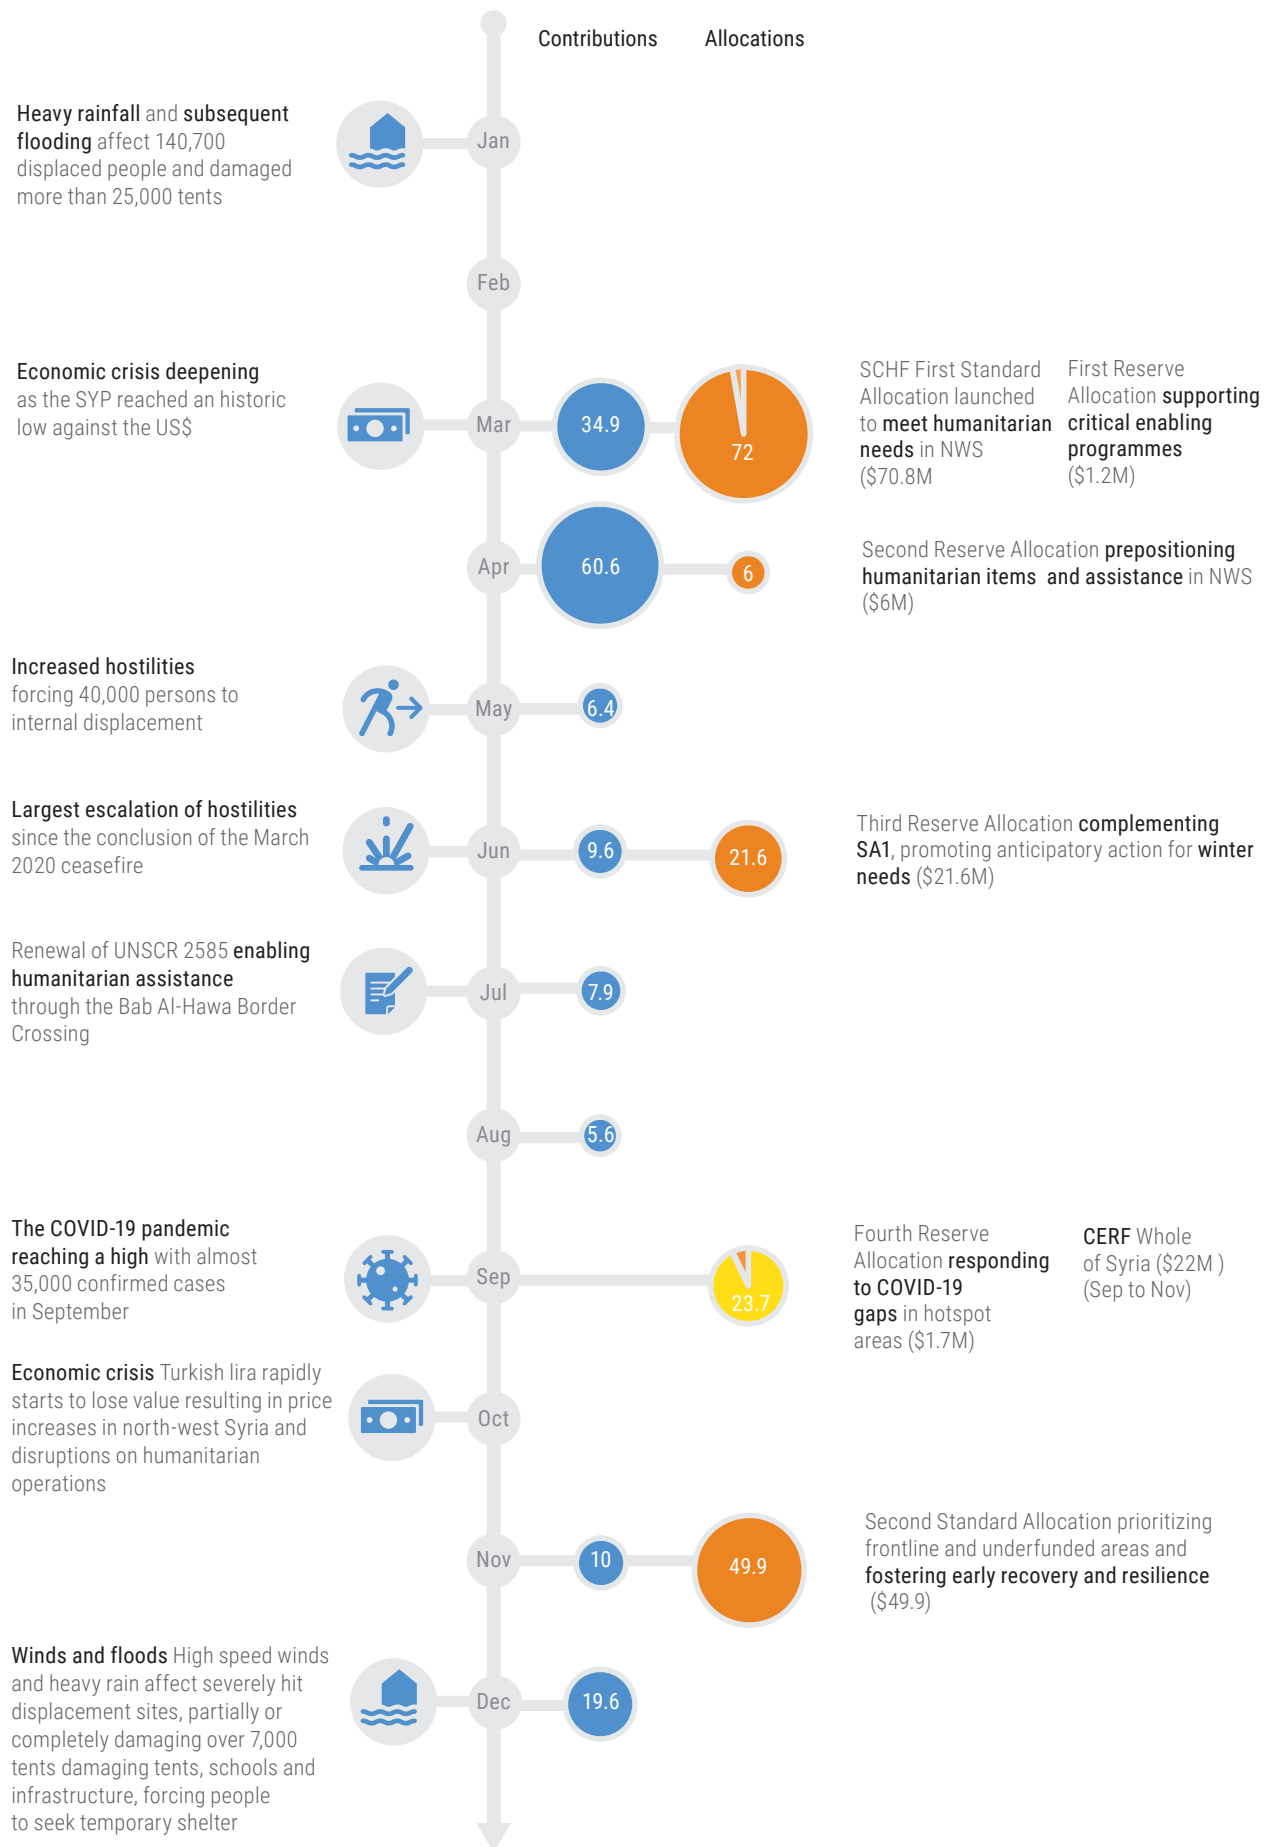 Contributions Allocations
Heavy rainfall and subsequent
flooding affect 140,700
displaced people and damaged
more than 25,000 tents
Jan
Feb
Economic crisis deepening
as the SYP reached an historic
low against the US$
Mar
34.9
72
SCHF First Standard
Allocation launched
to meet humanitarian
needs in NWS
($70.8M
First Reserve
Allocation supporting
critical enabling
programmes
($1.2M)
Apr
60.6
6
Second Reserve Allocation prepositioning
humanitarian items and assistance in NWS
($6M)
Increased hostilities
forcing 40,000 persons to
internal displacement
May
6.4
Largest escalation of hostilities
since the conclusion of the March
2020 ceasefire
Jun
9.6
21.6
Third Reserve Allocation complementing
SA1, promoting anticipatory action for winter
needs ($21.6M)
Renewal of UNSCR 2585 enabling
humanitarian assistance
through the Bab Al-Hawa Border
Crossing
Jul
7.9
Aug
5.6
The COVID-19 pandemic
reaching a high with almost
35,000 confirmed cases
in September
Sep
23.7
Fourth Reserve
Allocation responding
to COVID-19
gaps in hotspot
areas ($1.7M)
CERF Whole
of Syria ($22M )
(Sep to Nov)
Economic crisis Turkish lira rapidly
starts to lose value resulting in price
increases in north-west Syria and
disruptions on humanitarian
operations
Oct
Nov
10
49.9
Second Standard Allocation prioritizing
frontline and underfunded areas and
fostering early recovery and resilience
($49.9)
Winds and floods High speed winds
and heavy rain affect severely hit
displacement sites, partially or
completely damaging over 7,000
tents damaging tents, schools and
infrastructure, forcing people
to seek temporary shelter
Dec
19.6